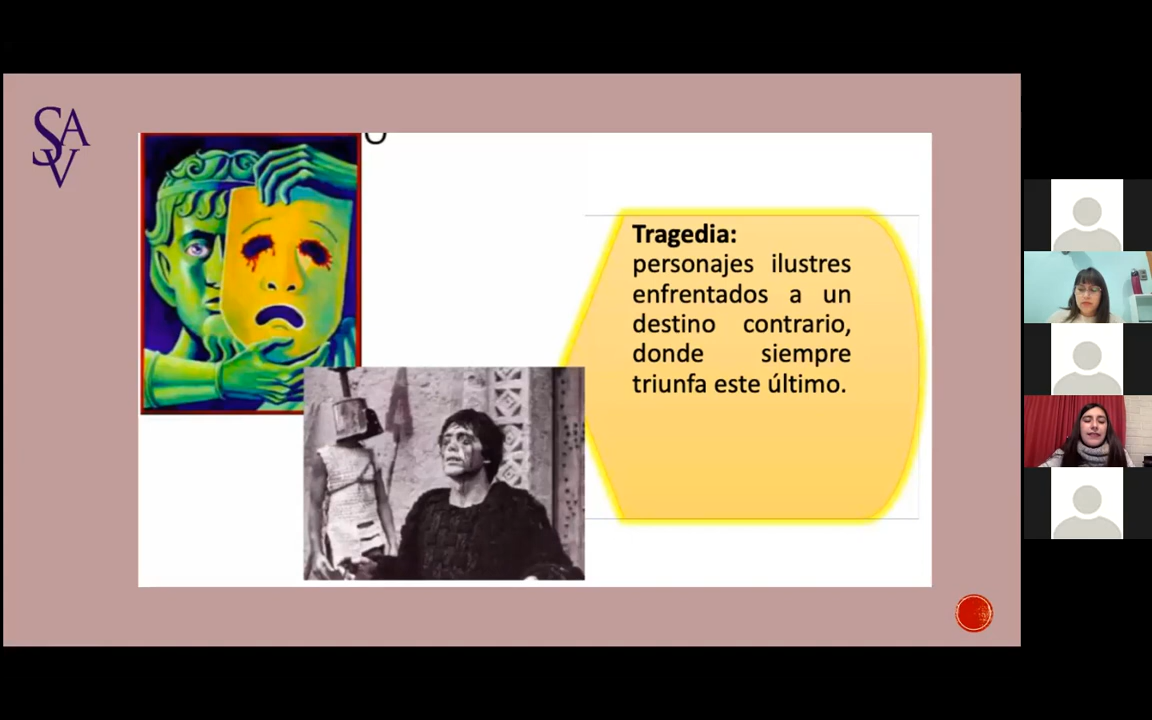 SAV
Tragedia:
personajes ilustres
enfrentados a un
destino contrario,
donde siempre
triunfa este último.